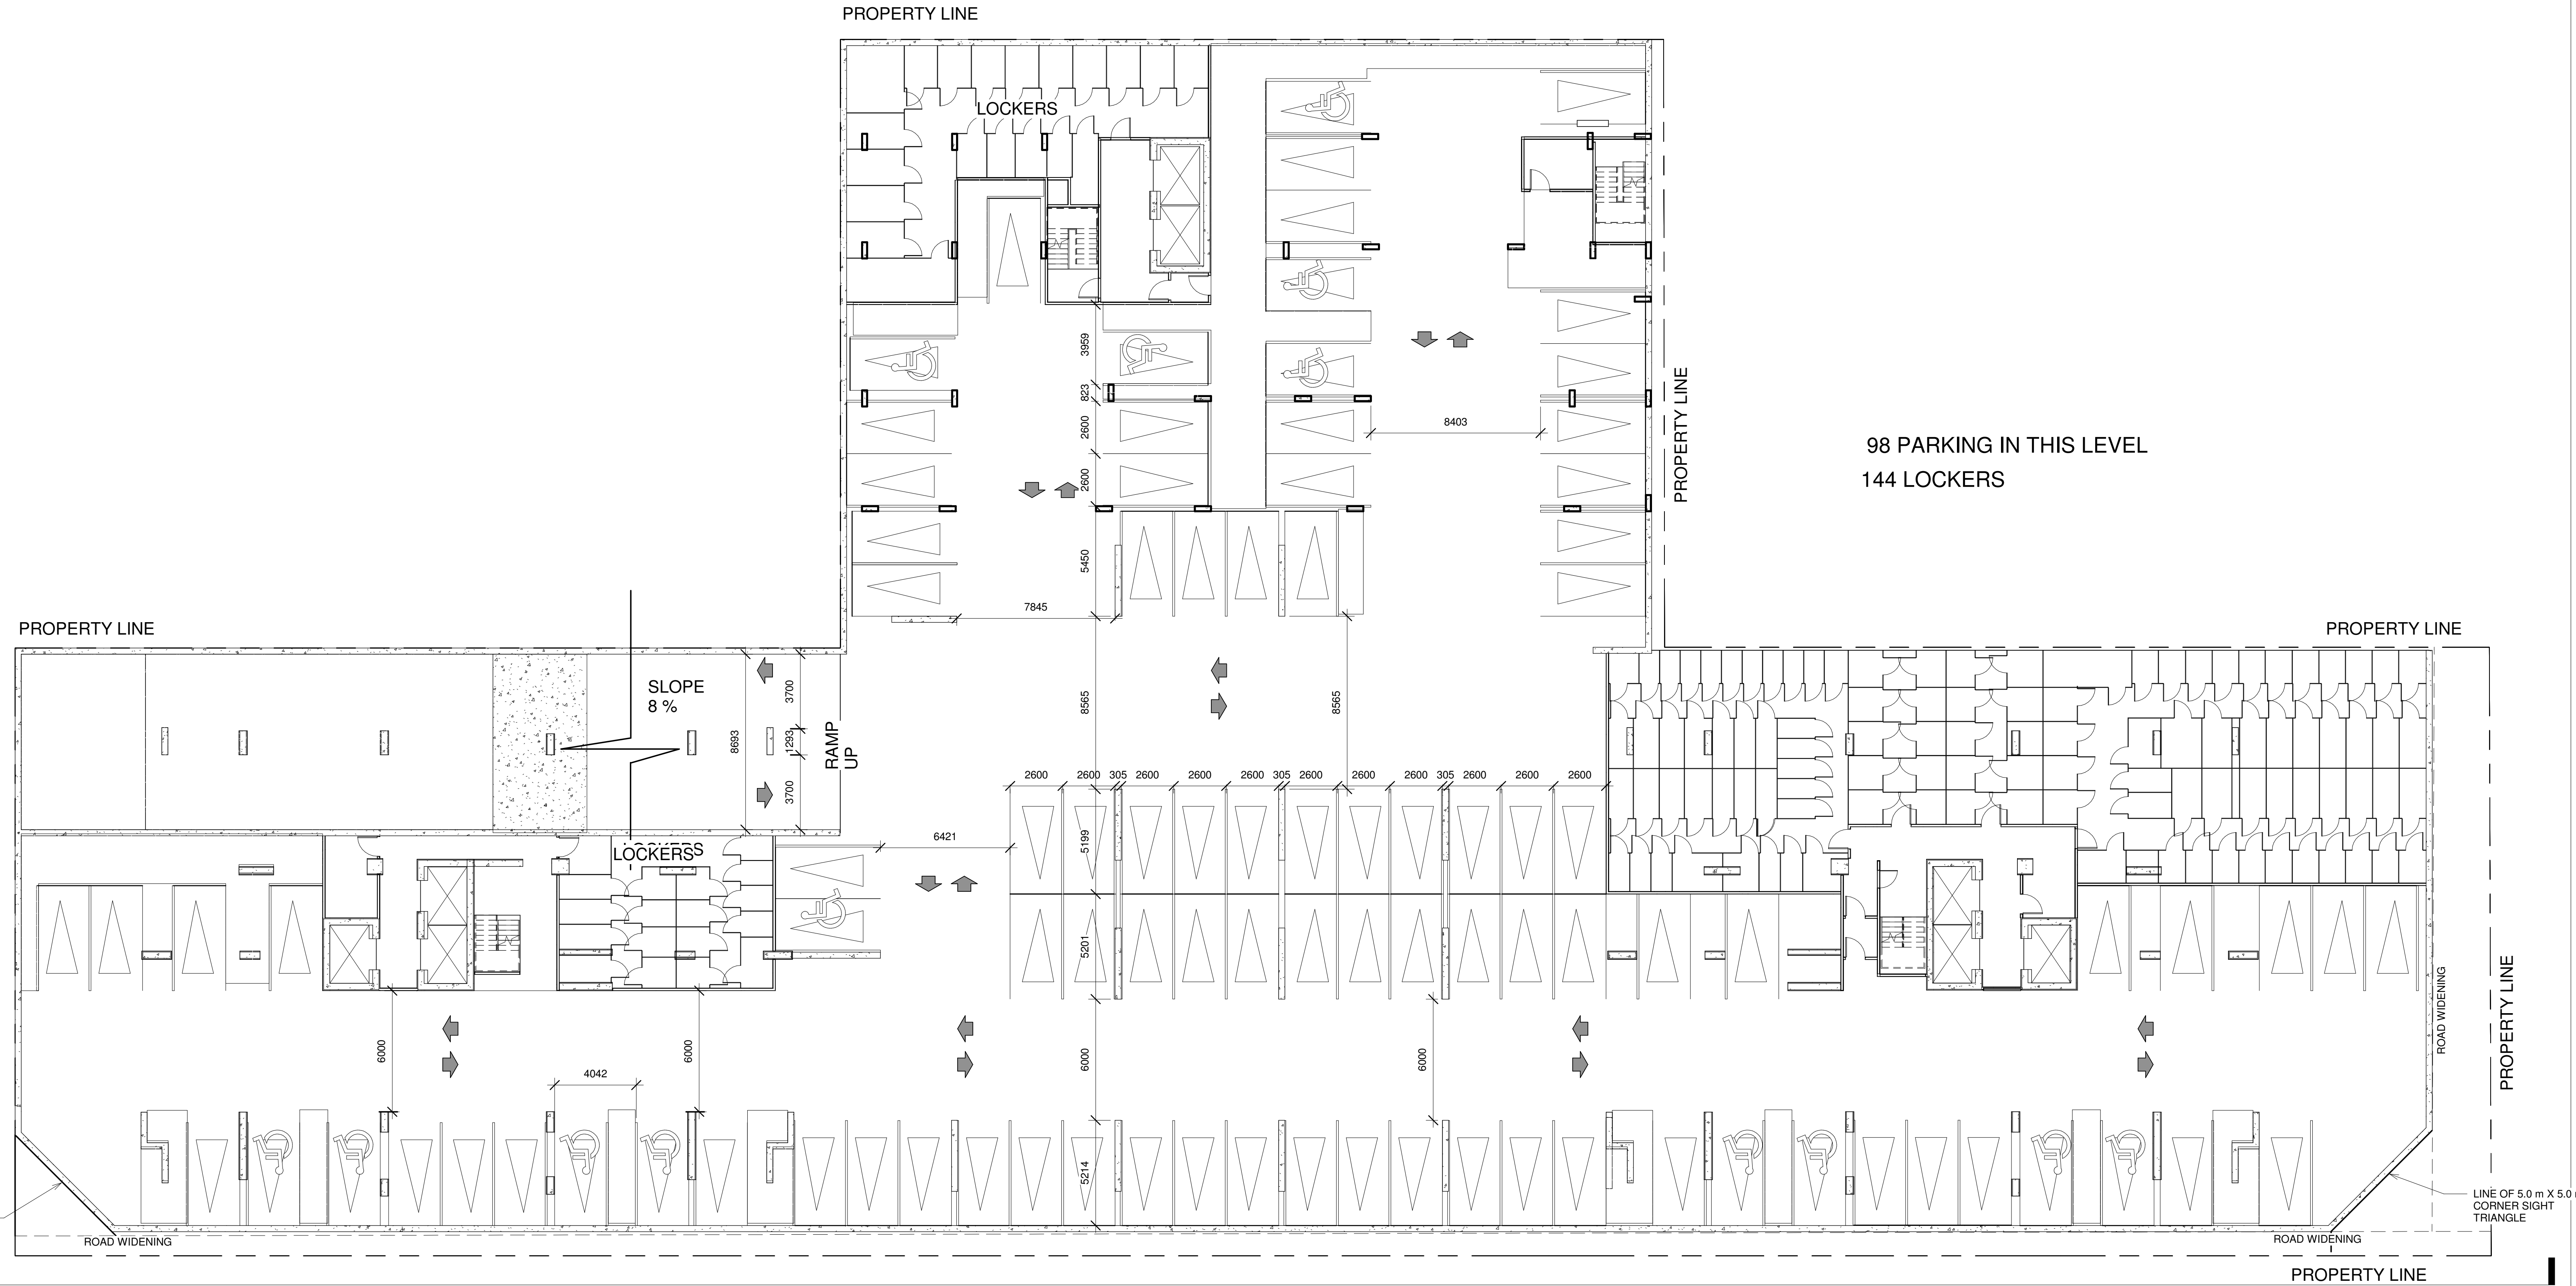 PROPERTY LINE
LOCKERS
3959
823
2600
2600
8403
PROPERTY LINE
98 PARKING IN THIS LEVEL
144 LOCKERS
5450
7845
PROPERTY LINE
PROPERTY LINE
SLOPE
8 %
3700
8693
1293
3700
RAMP
UP
8565
8565
2600 2600 305 2600 2600 2600 305 2600 2600 2600 305 2600 2600 2600
6421
LOCKERS
LOCKERS
5199
5201
6000
6000
6000
6000
4042
5214
ROAD WIDENING
PROPERTY LINE
LINE OF 5.0 m X 5.0
CORNER SIGHT
TRIANGLE
ROAD WIDENING
ROAD WIDENING
PROPERTY LINE